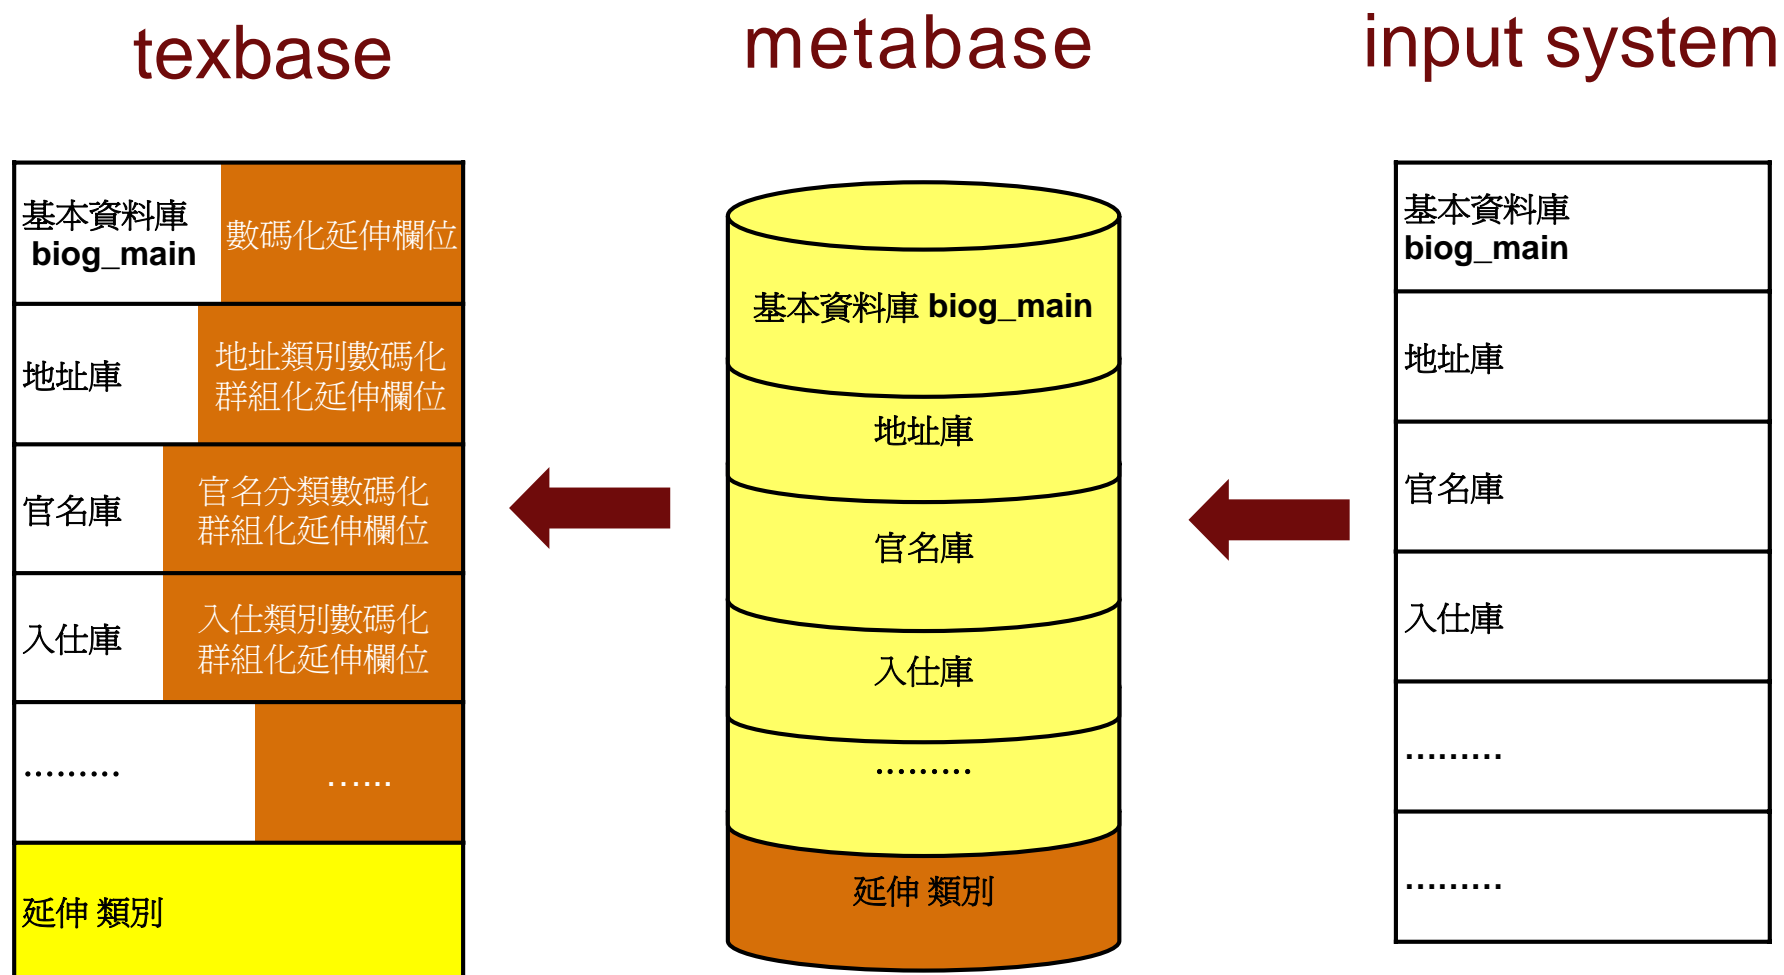 texbase
metabase
input system
基本資料庫
biog_main
數碼化延伸欄位
地址庫
地址類別數碼化
群組化延伸欄位
官名庫
官名分類數碼化
群組化延伸欄位
入仕庫
入仕類別數碼化
群組化延伸欄位
………
……
延伸 類別
基本資料庫 biog_main
地址庫
官名庫
入仕庫
………
延伸 類別
基本資料庫
biog_main
地址庫
官名庫
入仕庫
………
………